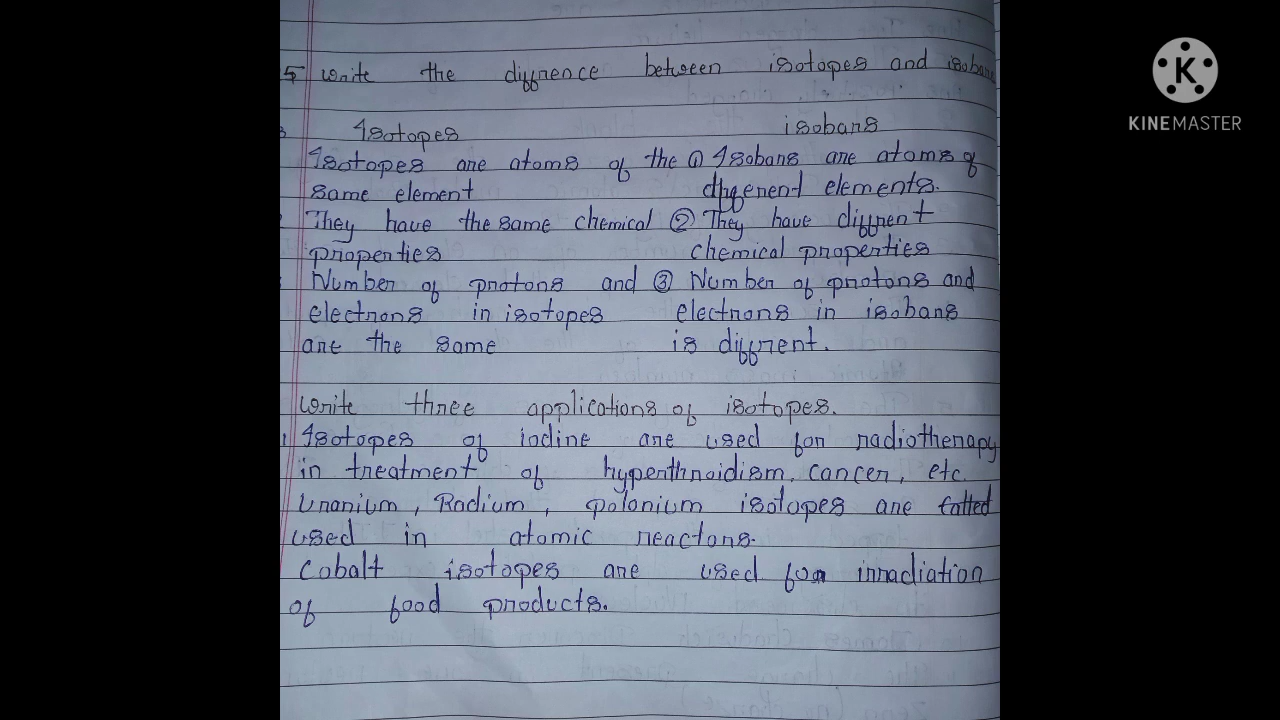 5 write the diffrence between isotopes and isobars
Isotopes isobars
Isotopes are atoms of the ① Isobars are atoms of
same element different elements.
They have the same chemical ② They have diffrent
properties chemical properties
Number of protons and ③ Number of protons and
electrons in isotopes electrons in isobars
are the same is diffrent.
write three applications of isotopes.
1 Isotopes of iodine are used for radiotherapy
in treatment of hyperthroidism, cancer, etc.
Uranium, Radium, polonium isotopes are
used in atomic reactors.
Cobalt isotopes are used for irradiation
of food products.
K
KINEMASTER